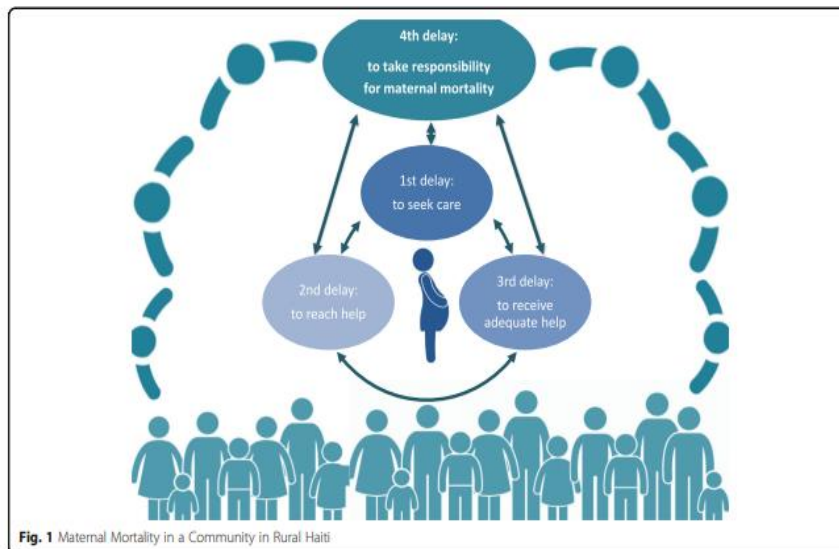 4th delay:
to take responsibility
for maternal mortality
1st delay:
to seek care
2nd delay:
to reach help
3rd delay:
to receive
adequate help
Fig. 1 Maternal Mortality in a Community in Rural Haiti